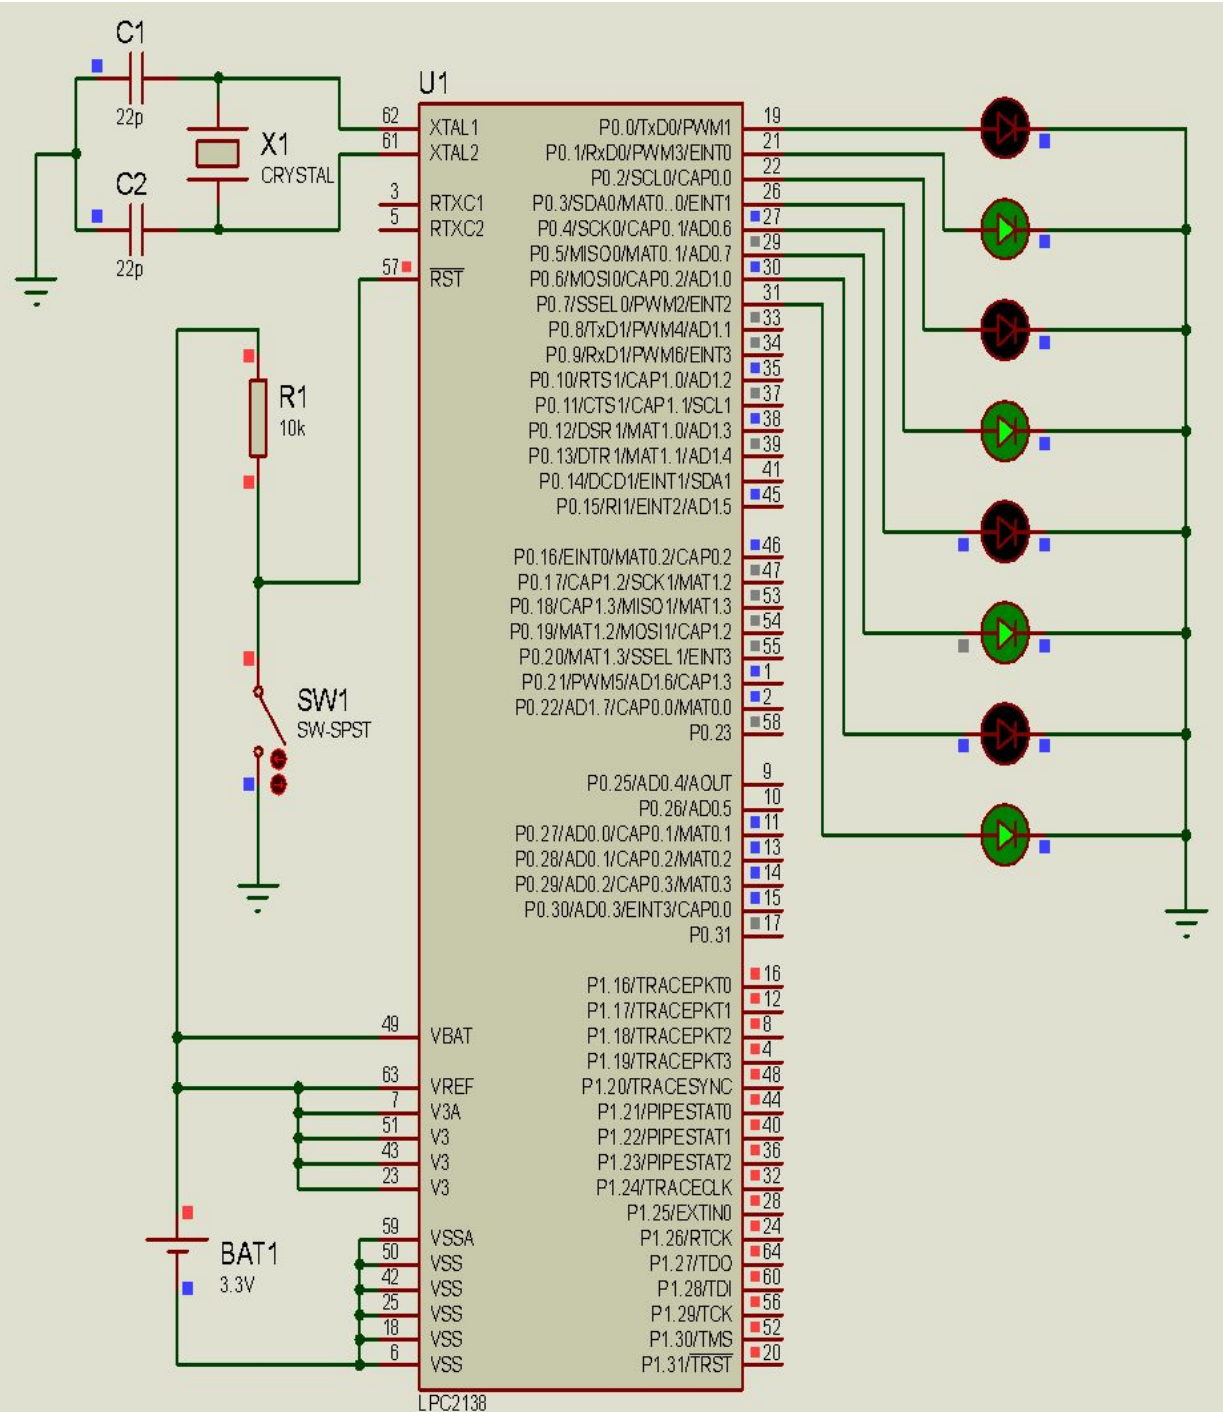 C1
22p
X1
CRYSTAL
C2
22p
R1
10k
SW1
SW-SPST
BAT1
3.3V
U1
62 XTAL1
61 XTAL2
3 RTXC1
5 RTXC2
57 RST
49 VBAT
63 VREF
7 V3A
51 V3
43 V3
23 V3
59 VSSA
50 VSS
42 VSS
25 VSS
18 VSS
6 VSS
P0.0/TxD0/PWM1 19
P0.1/RxD0/PWM3/EINT0 21
P0.2/SCL0/CAP0.0 22
P0.3/SDA0/MAT0..0/EINT1 26
P0.4/SCK0/CAP0.1/AD0.6 27
P0.5/MISO0/MAT0.1/AD0.7 29
P0.6/MOSI0/CAP0.2/AD1.0 30
P0.7/SSEL0/PWM2/EINT2 31
P0.8/TxD1/PWM4/AD1.1 33
P0.9/RxD1/PWM6/EINT3 34
P0.10/RTS1/CAP1.0/AD1.2 35
P0.11/CTS1/CAP1.1/SCL1 37
P0.12/DSR1/MAT1.0/AD1.3 38
P0.13/DTR1/MAT1.1/AD1.4 39
P0.14/DCD1/EINT1/SDA1 41
P0.15/RI1/EINT2/AD1.5 45
P0.16/EINT0/MAT0.2/CAP0.2 46
P0.17/CAP1.2/SCK1/MAT1.2 47
P0.18/CAP1.3/MISO1/MAT1.3 53
P0.19/MAT1.2/MOSI1/CAP1.2 54
P0.20/MAT1.3/SSEL1/EINT3 55
P0.21/PWM5/AD1.6/CAP1.3 1
P0.22/AD1.7/CAP0.0/MAT0.0 2
P0.23 58
P0.25/AD0.4/AOUT 9
P0.26/AD0.5 10
P0.27/AD0.0/CAP0.1/MAT0.1 11
P0.28/AD0.1/CAP0.2/MAT0.2 13
P0.29/AD0.2/CAP0.3/MAT0.3 14
P0.30/AD0.3/EINT3/CAP0.0 15
P0.31 17
P1.16/TRACEPKT0 16
P1.17/TRACEPKT1 12
P1.18/TRACEPKT2 8
P1.19/TRACEPKT3 4
P1.20/TRACESYNC 48
P1.21/PIPESTAT0 44
P1.22/PIPESTAT1 40
P1.23/PIPESTAT2 36
P1.24/TRACECLK 32
P1.25/EXTIN0 28
P1.26/RTCK 24
P1.27/TDO 64
P1.28/TDI 60
P1.29/TCK 56
P1.30/TMS 52
P1.31/TRST 20
LPC2138